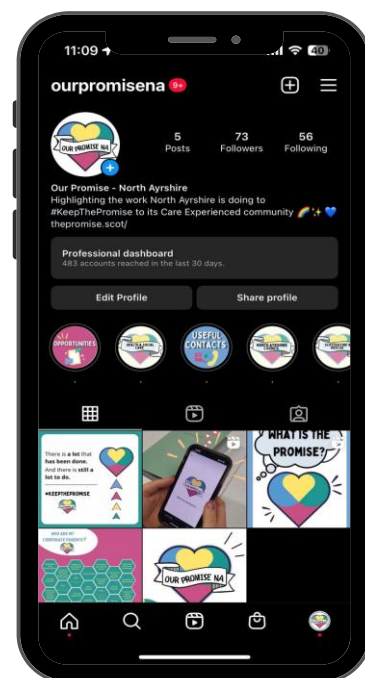 11:09
40
ourpromisena 9+
OUR PROMISE NA
5 73 56
Posts Followers Following
Our Promise - North Ayrshire
Highlighting the work North Ayrshire is doing to
#KeepThePromise to its Care Experienced community
thepromise.scot/
Professional dashboard
483 accounts reached in the last 30 days.
Edit Profile Share profile
OPPORTUNITIES
HEALTH & SOCIAL
USEFUL
CONTACTS
NORTH AYRSHIRE
There is a lot that
has been done.
And there is still a
lot to do.
#KEEPTHEPROMISE
WHAT IS THE
PROMISE?
WHO ARE MY
CORPORATE PARENTS?
OUR PROMISE NA